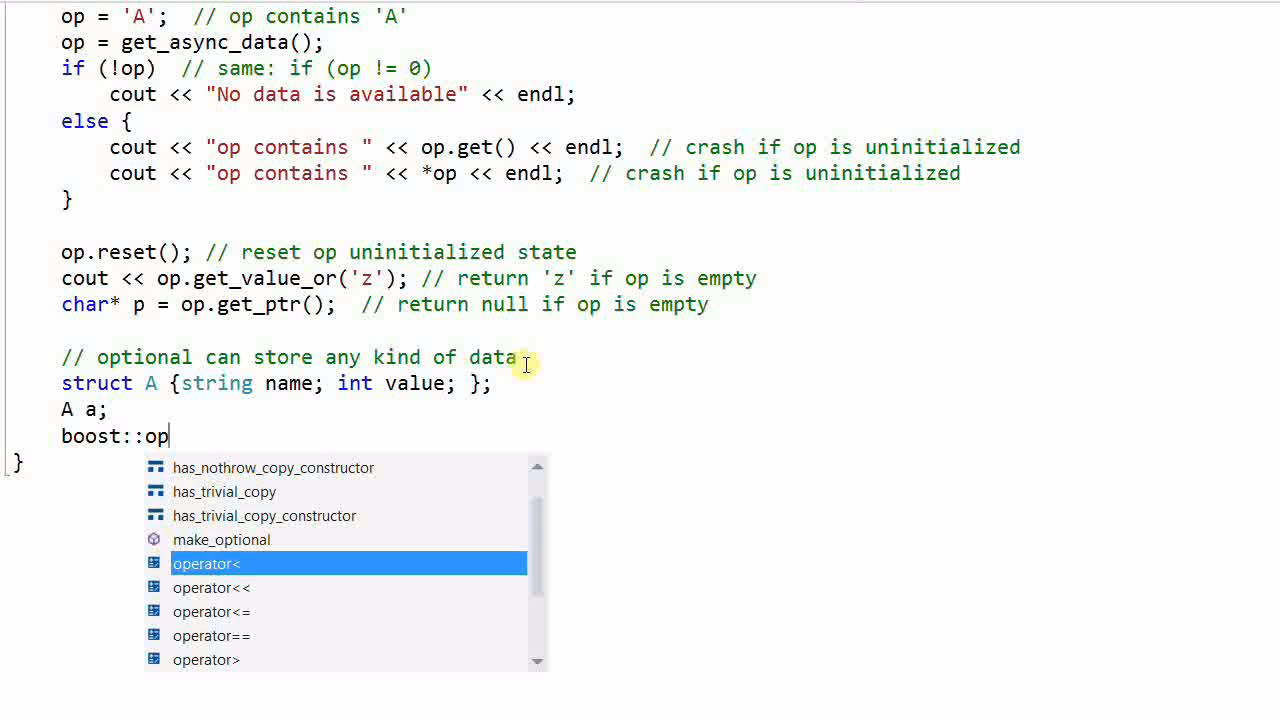 op = 'A';  // op contains 'A'
op = get_async_data();
if (!op)  // same: if (op != 0)
cout << "No data is available" << endl;
else {
cout << "op contains " << op.get() << endl;  // crash if op is uninitialized
cout << "op contains " << *op << endl;  // crash if op is uninitialized
}
op.reset(); // reset op uninitialized state
cout << op.get_value_or('z'); // return 'z' if op is empty
char* p = op.get_ptr();  // return null if op is empty
// optional can store any kind of data
struct A {string name; int value; };
A a;
boost::op
}
has_nothrow_copy_constructor
has_trivial_copy
has_trivial_copy_constructor
make_optional
operator<
operator<<
operator<=
operator==
operator>